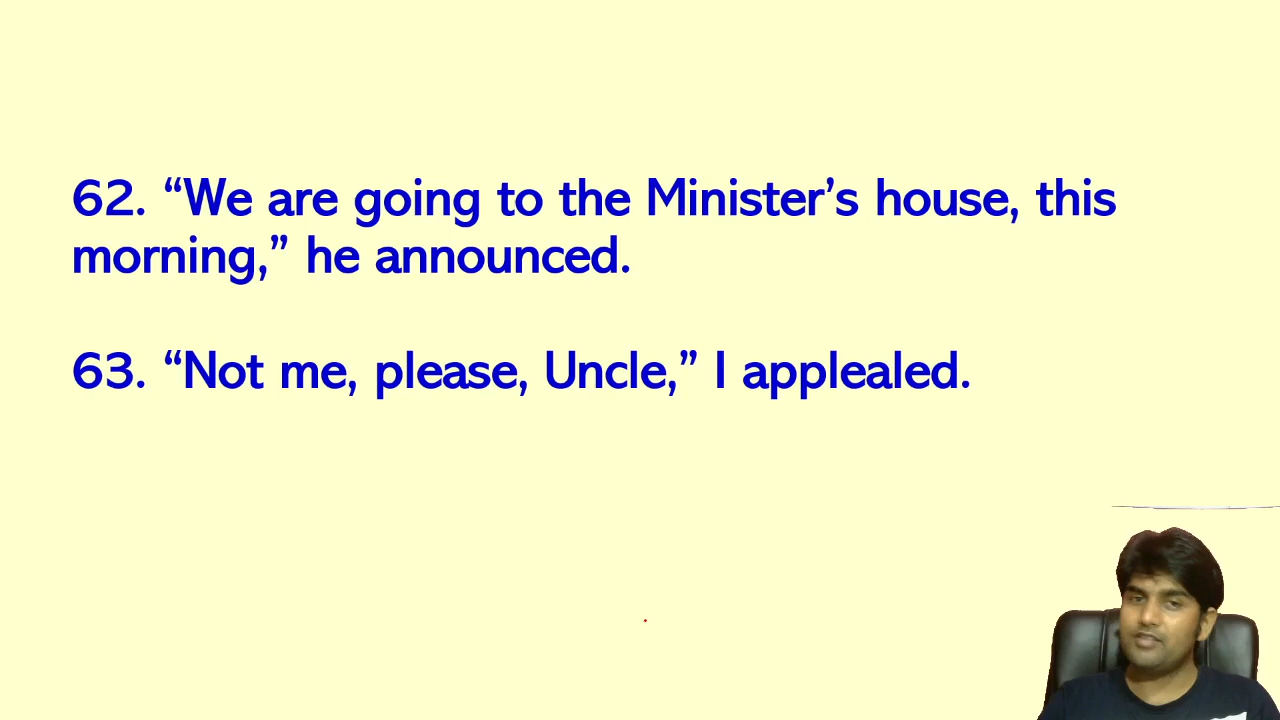 62. “We are going to the Minister’s house, this
morning,” he announced.
63. “Not me, please, Uncle,” I applealed.